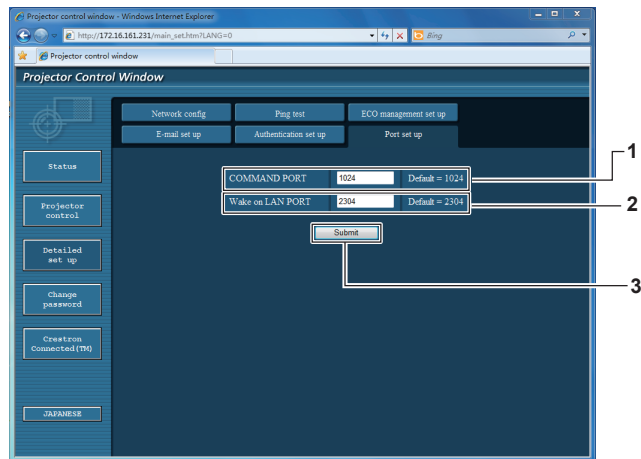 Projector control window - Windows Internet Explorer
http://172.16.161.231/main_set.htm?LANG=0
Bing
Projector control window
Projector Control Window
Network config
Ping test
ECO management set up
E-mail set up
Authentication set up
Port set up
Status
Projector
control
Detailed
set up
Change
password
Crestron
Connected(TM)
JAPANESE
COMMAND PORT 1024 Default = 1024
Wake on LAN PORT 2304 Default = 2304
Submit
1
2
3